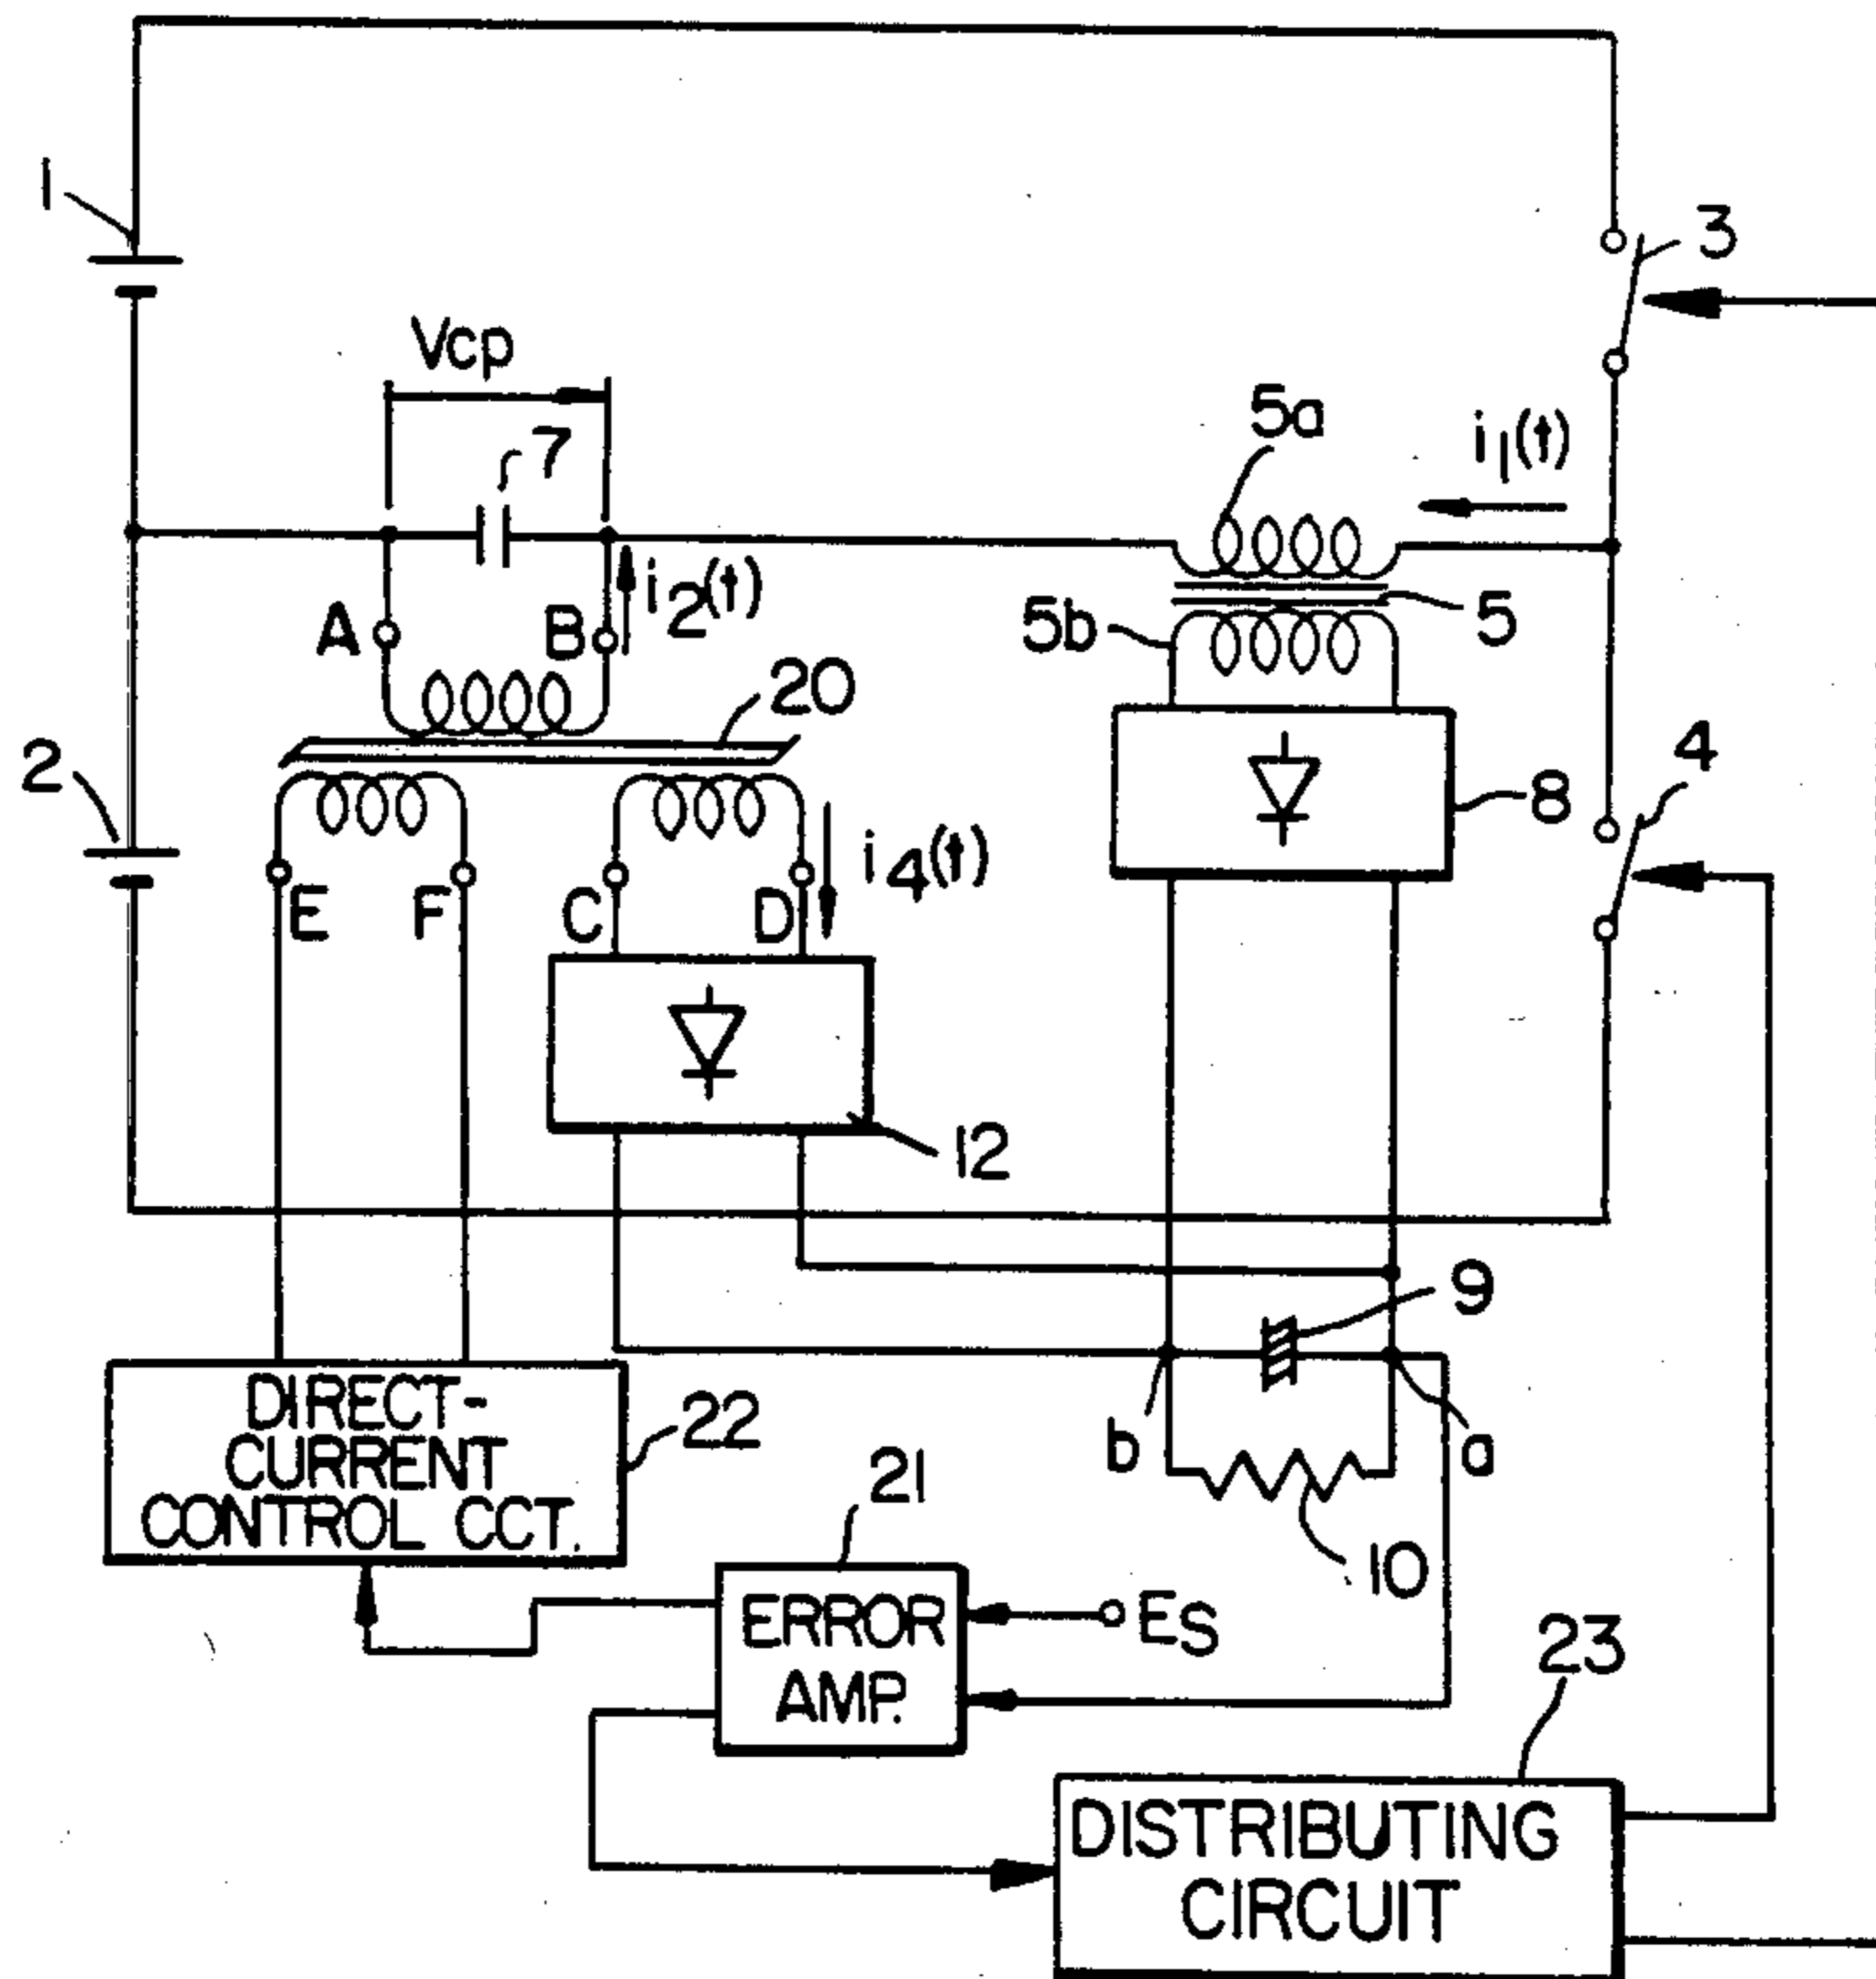 1
3
Vcp
7
5a
i1(t)
A
B
i2(t)
5b
5
20
2
4
8
E
F
C
D
i4(t)
12
9
DIRECT-
CURRENT
CONTROL CCT.
22
b
a
21
10
ERROR
AMP.
ES
23
DISTRIBUTING
CIRCUIT